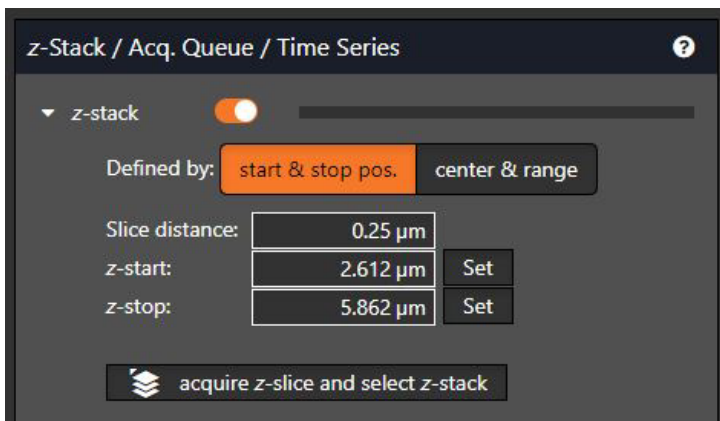 z-Stack / Acq. Queue / Time Series ?
z-stack
Defined by: start & stop pos. center & range
Slice distance: 0.25 µm
z-start: 2.612 µm Set
z-stop: 5.862 µm Set
acquire z-slice and select z-stack